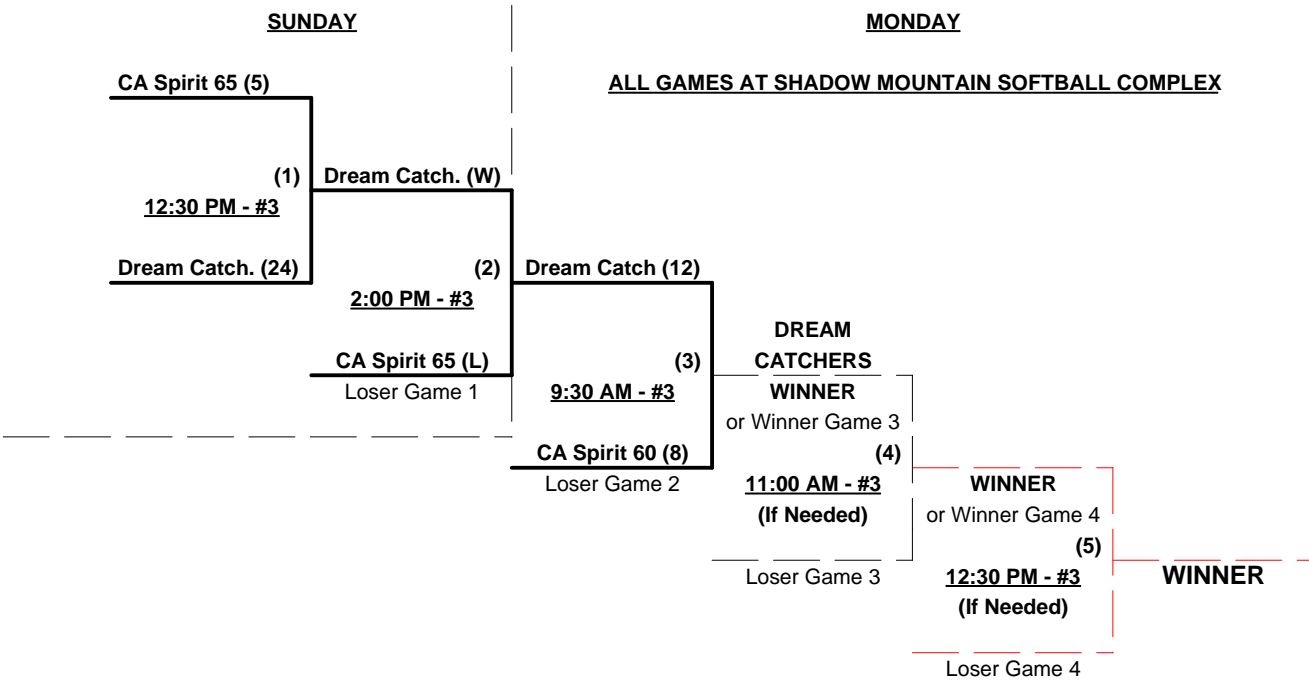 SUNDAY
MONDAY
CA Spirit 65 (5)
ALL GAMES AT SHADOW MOUNTAIN SOFTBALL COMPLEX
(1)
Dream Catch. (W)
12:30 PM - #3
Dream Catch. (24)
(2)
Dream Catch (12)
2:00 PM - #3
DREAM
CATCHERS
CA Spirit 65 (L)
(3)
Loser Game 1
9:30 AM - #3
WINNER
or Winner Game 3
CA Spirit 60 (8)
(4)
Loser Game 2
11:00 AM - #3
(If Needed)
WINNER
or Winner Game 4
(5)
Loser Game 3
12:30 PM - #3
(If Needed)
WINNER
Loser Game 4